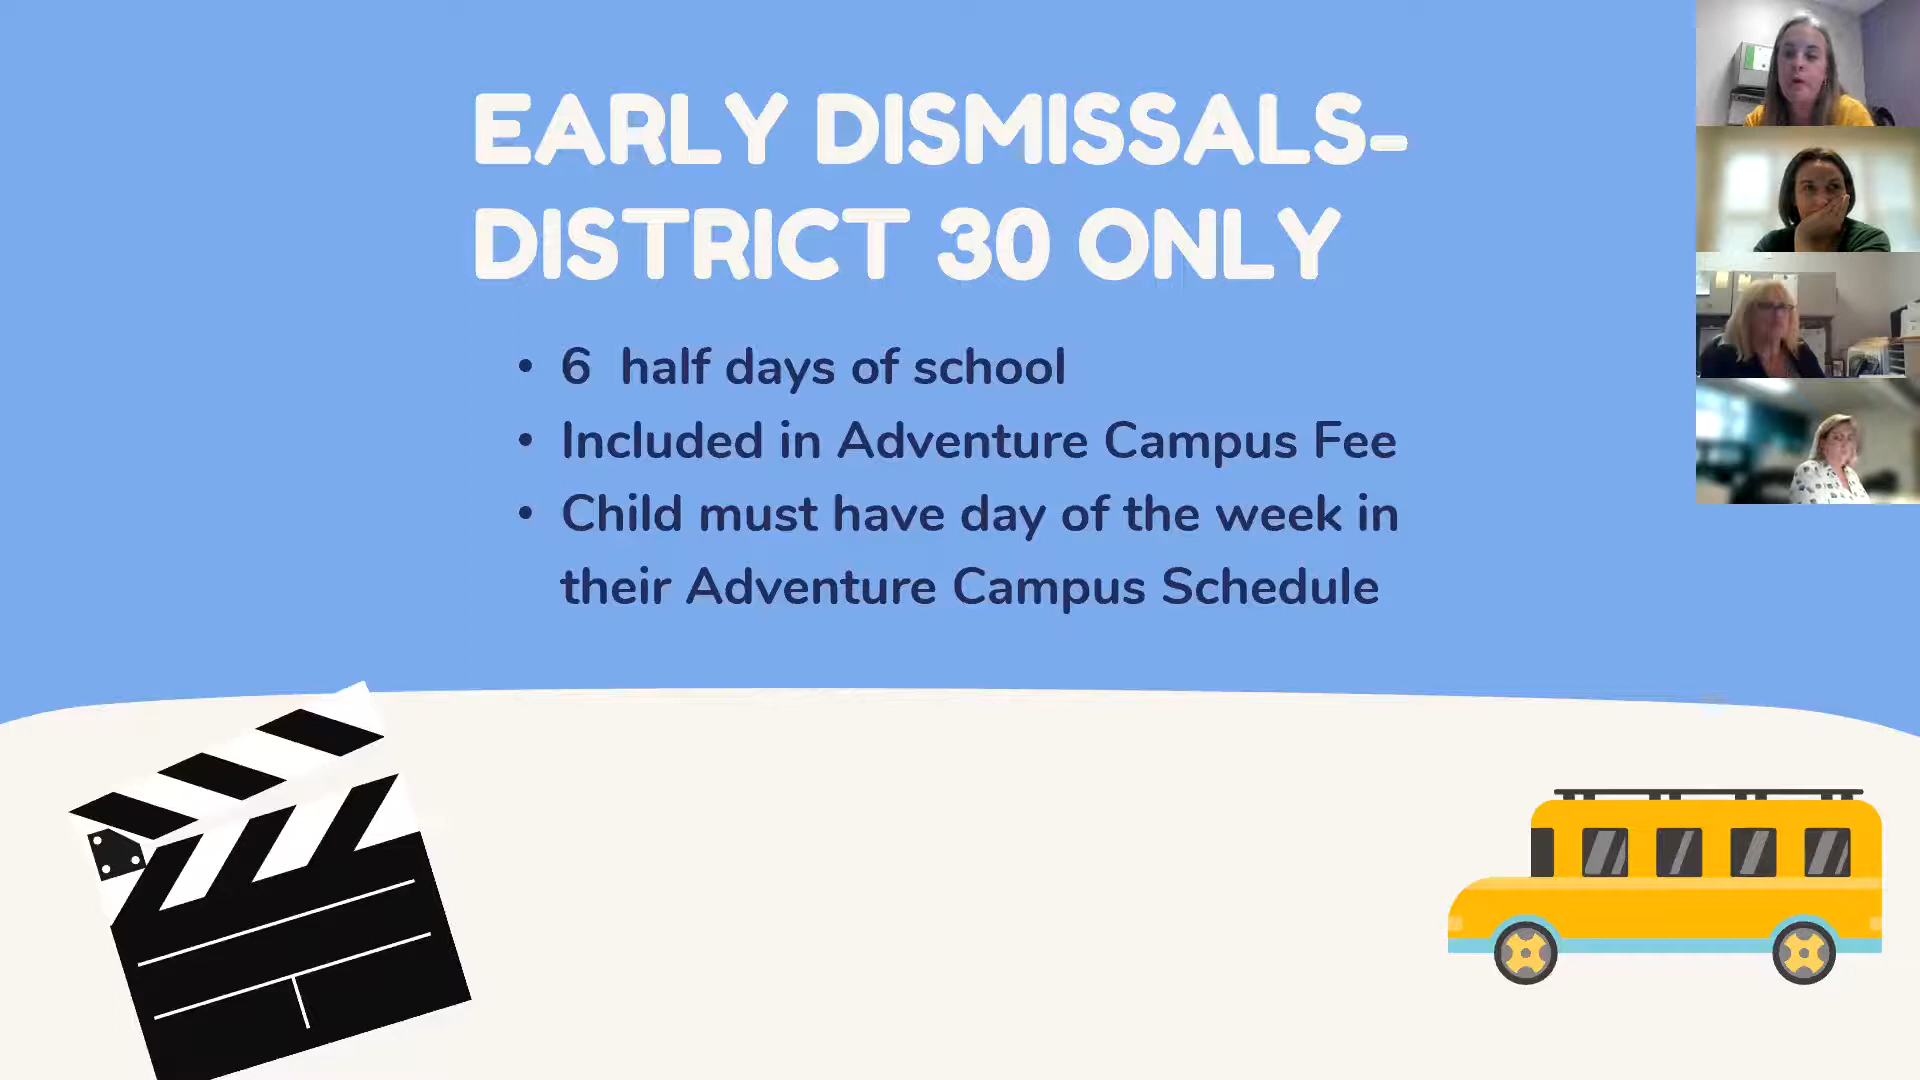 EARLY DISMISSALS-
DISTRICT 30 ONLY
• 6  half days of school
• Included in Adventure Campus Fee
• Child must have day of the week in
their Adventure Campus Schedule